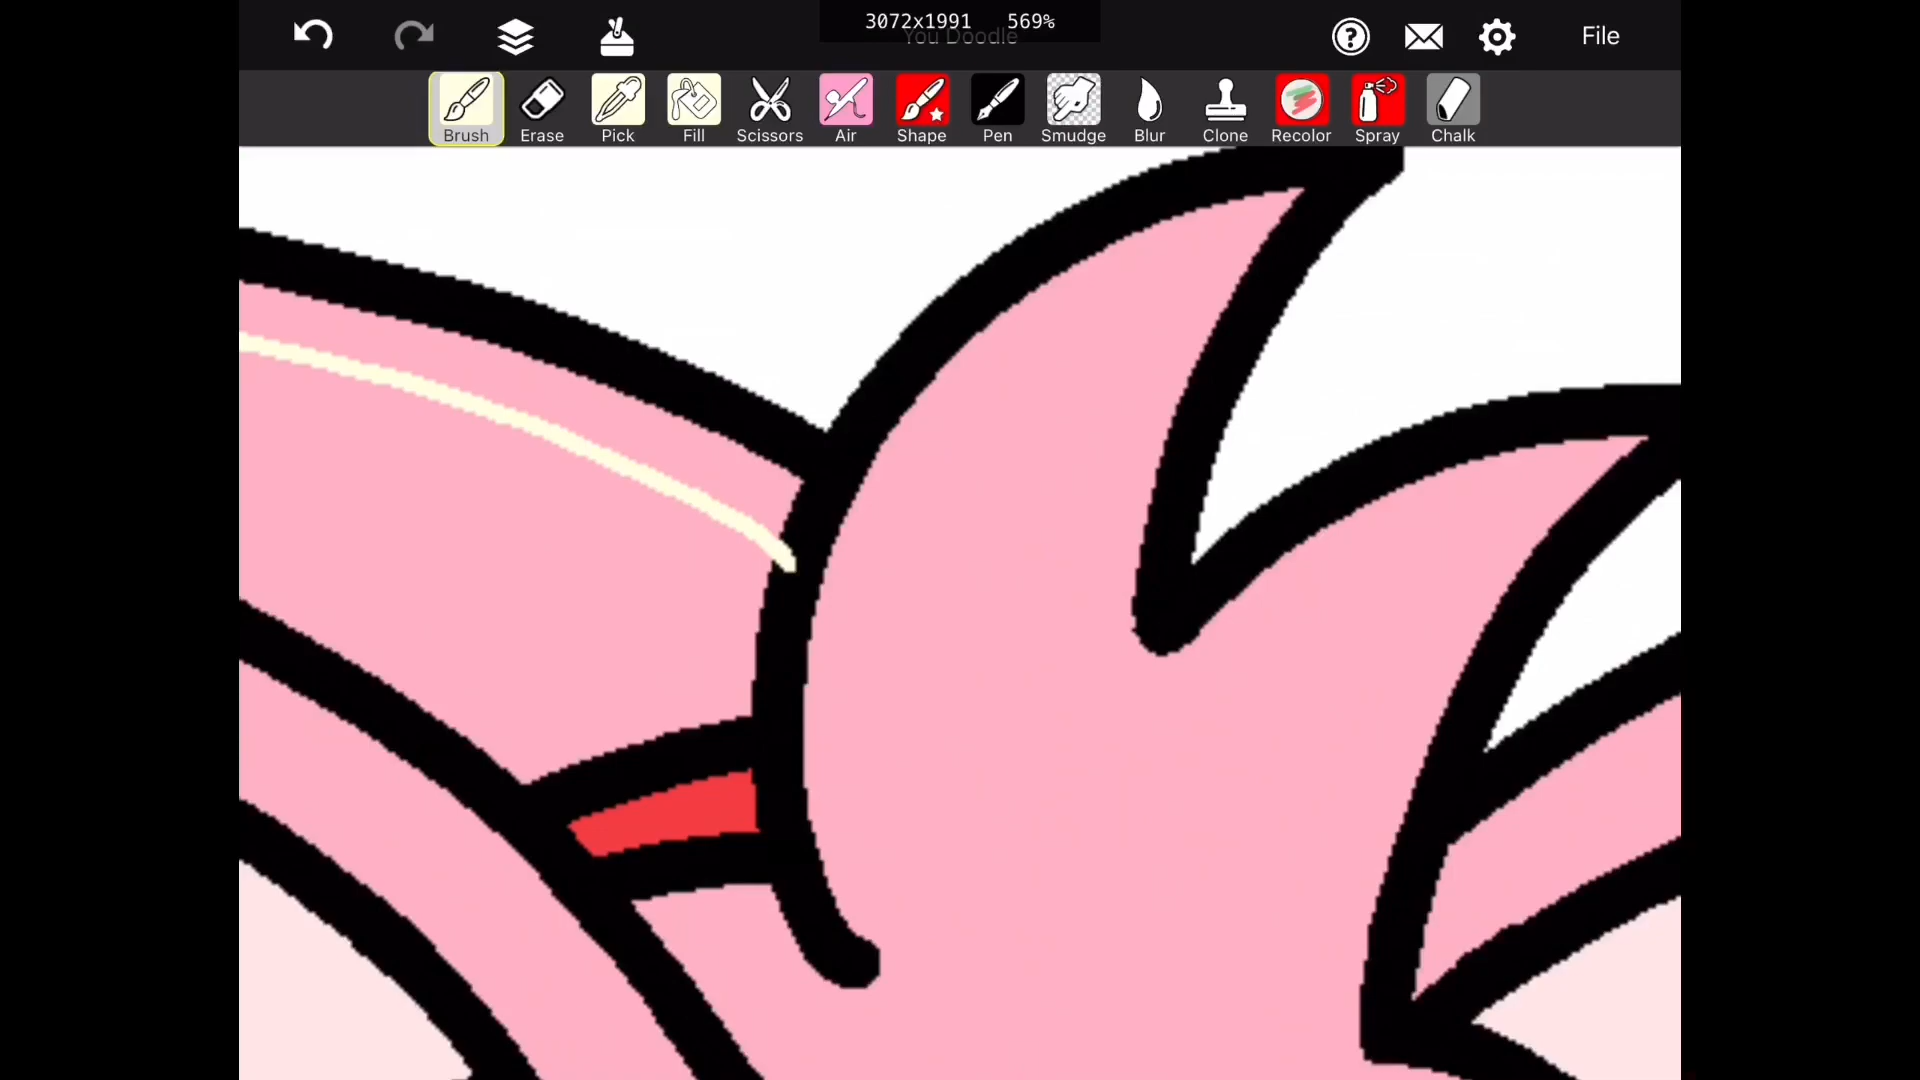 3072x1991 569%
You Doodle
File
Brush Erase Pick Fill Scissors Air Shape Pen Smudge Blur Clone Recolor Spray Chalk